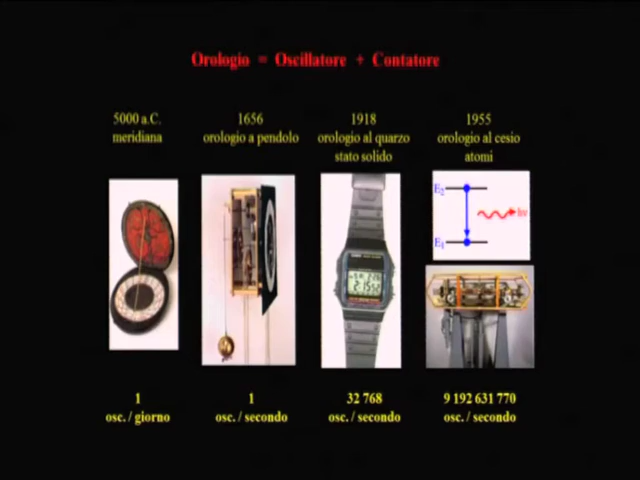 Orologio = Oscillatore + Contatore
5000 a.C.
meridiana
1656
orologio a pendolo
1918
orologio al quarzo
stato solido
1955
orologio al cesio
atomi
E2
E1
1
osc. / giorno
1
osc. / secondo
32 768
osc. / secondo
9 192 631 770
osc. / secondo